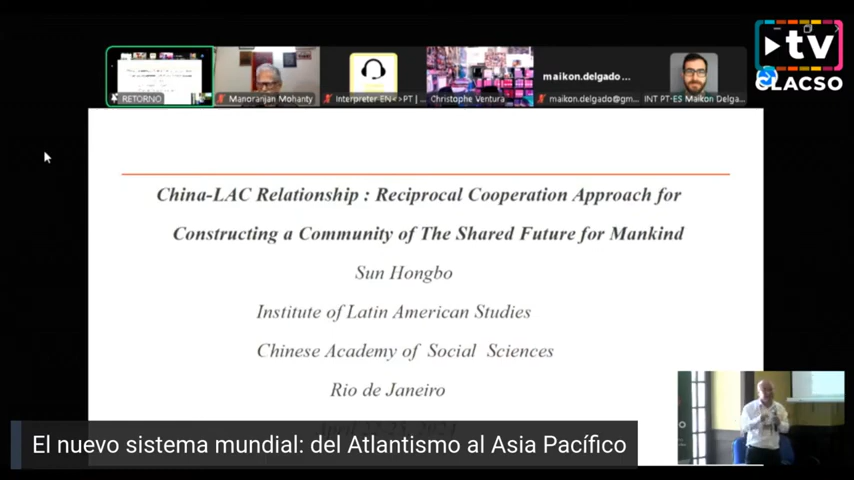 tv
CLACSO
RETORNO
Manoranjan Mohanty
Interpreter EN<>PT | ...
Christophe Ventura
maikon.delgado...
maikon.delgado@gm...
INT PT-ES Maikon Delga...
China-LAC Relationship : Reciprocal Cooperation Approach for
Constructing a Community of The Shared Future for Mankind
Sun Hongbo
Institute of Latin American Studies
Chinese Academy of Social Sciences
Rio de Janeiro
El nuevo sistema mundial: del Atlantismo al Asia Pacífico